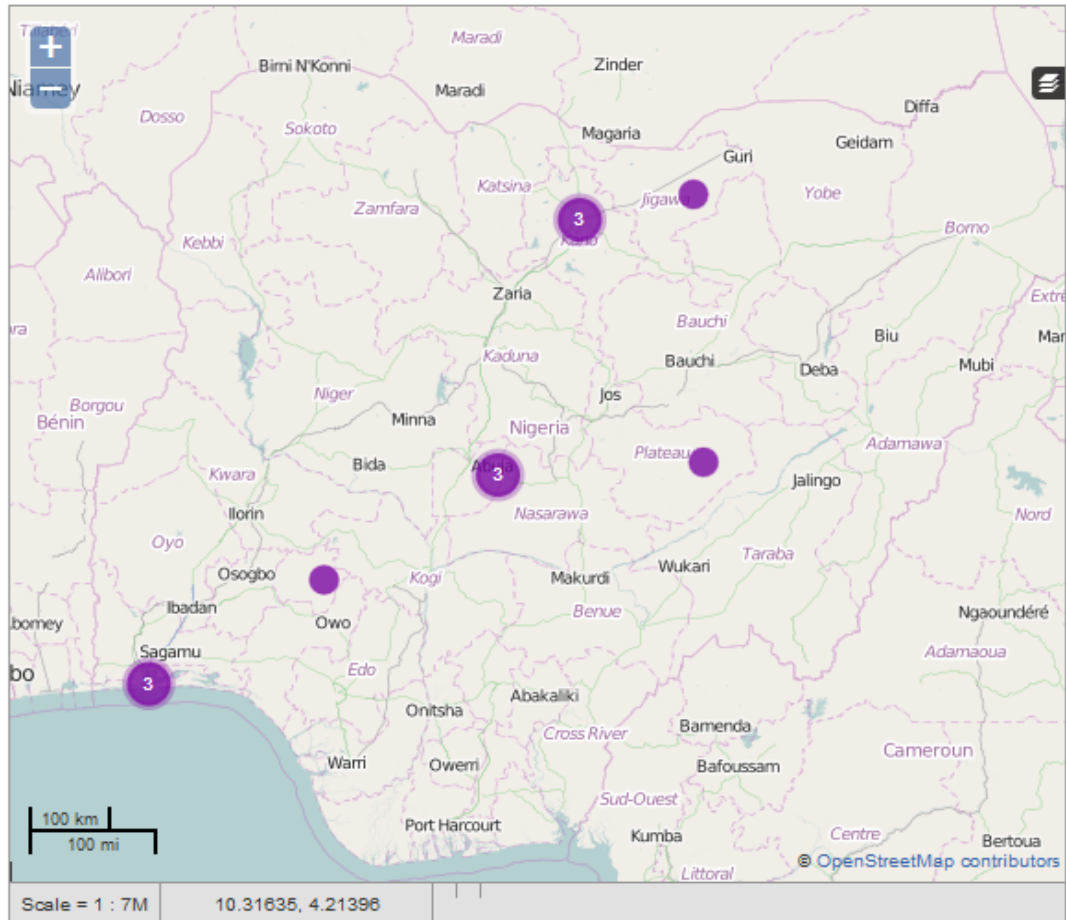 Tillabéri
+
−
Niamey
Maradi
Birni N'Konni
Zinder
Maradi
Diffa
Dosso
Sokoto
Magaria
Geidam
Guri
Katsina
Jigawa
Yobe
Zamfara
3
Kano
Borno
Kebbi
Alibori
Zaria
Extrê
ara
Bauchi
Biu
Mar
Kaduna
Bauchi
Deba
Mubi
Niger
Jos
Borgou
Bénin
Minna
Nigeria
Adamawa
Plateau
Kwara
Bida
Abuja
3
Jalingo
Ilorin
Nasarawa
Nord
Oyo
Taraba
Osogbo
Kogi
Makurdi
Wukari
Ibadan
Benue
Ngaoundéré
bomey
Owo
Sagamu
Adamaoua
bo
Edo
3
Abakaliki
Onitsha
Bamenda
Cross River
Cameroun
Warri
Owerri
Bafoussam
Sud-Ouest
100 km
100 mi
Port Harcourt
Kumba
Centre
Bertoua
© OpenStreetMap contributors
Littoral
Scale = 1 : 7M
10.31635, 4.21396